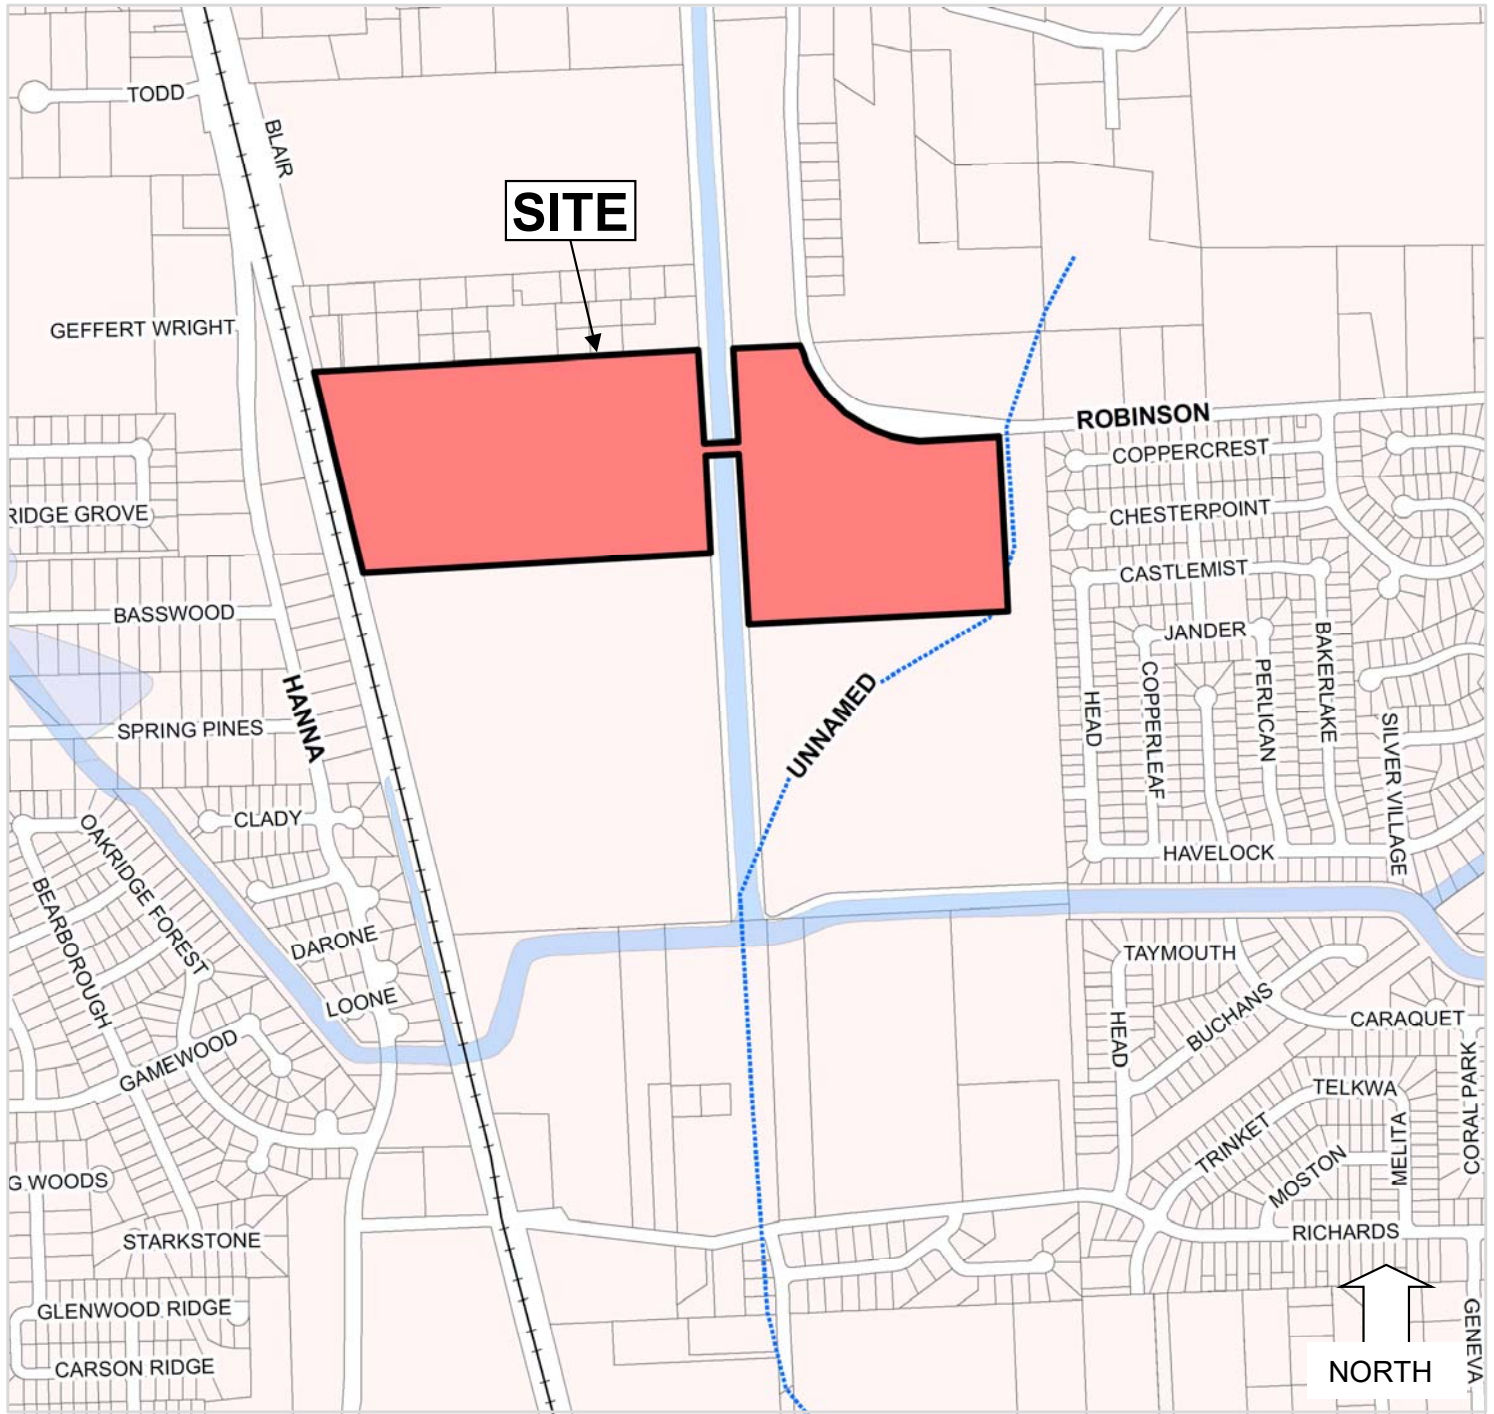 TODD
BLAIR
SITE
GEFFERT WRIGHT
ROBINSON
COPPERCREST
RIDGE GROVE
CHESTERPOINT
CASTLEMIST
BASSWOOD
JANDER
BAKERLAKE
HEAD
COPPERLEAF
PERLICAN
HANNA
UNNAMED
SPRING PINES
SILVER VILLAGE
CLADY
OAKRIDGE FOREST
HAVELOCK
BEARBOROUGH
DARONE
TAYMOUTH
LOONE
HEAD
BUCHANS
CARAQUET
GAMEWOOD
CORAL PARK
TELKWA
TRINKET
MELITA
MOSTON
G WOODS
STARKSTONE
RICHARDS
GLENWOOD RIDGE
GENEVA
CARSON RIDGE
NORTH